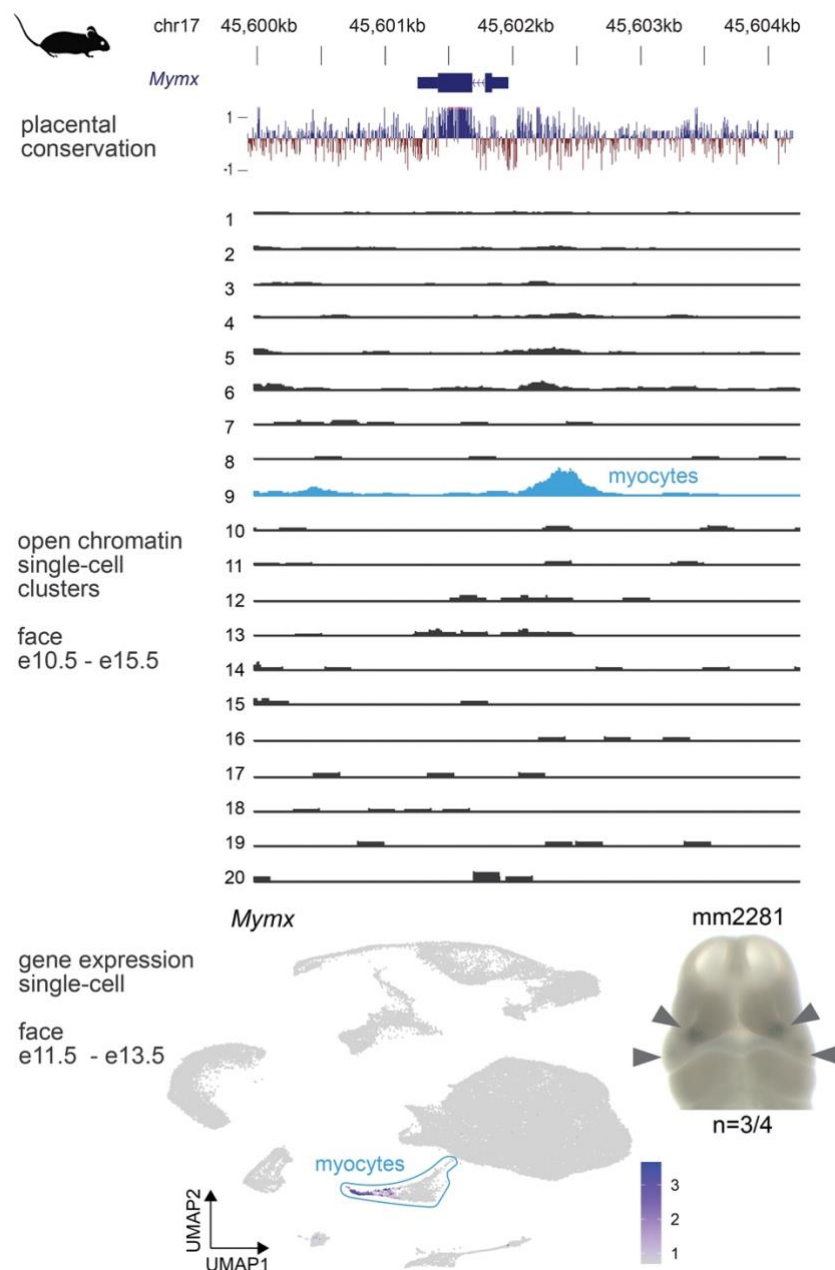 chr17 45,600kb 45,601kb 45,602kb 45,603kb 45,604kb
Mymx
placental
conservation
1
-1
1
2
3
4
5
6
7
8
myocytes
9
open chromatin
single-cell
clusters
face
e10.5 - e15.5
10
11
12
13
14
15
16
17
18
19
20
Mymx
mm2281
gene expression
single-cell
face
e11.5 - e13.5
n=3/4
myocytes
3
2
1
UMAP2
UMAP1